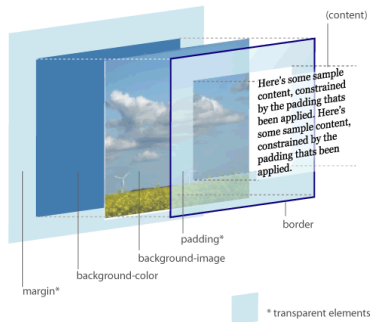 (content)
Here's some sample
content, constrained
by the padding thats
been applied. Here's
some sample content,
constrained by the
padding thats been
applied.
border
padding*
background-image
background-color
margin*
* transparent elements